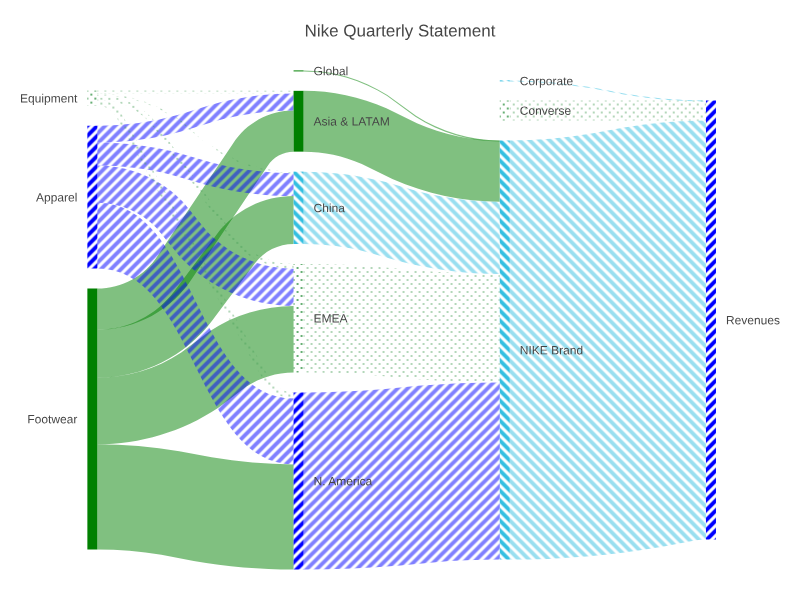 Nike Quarterly Statement
Global
Corporate
Equipment
Converse
Asia & LATAM
Apparel
China
EMEA
Revenues
NIKE Brand
Footwear
N. America